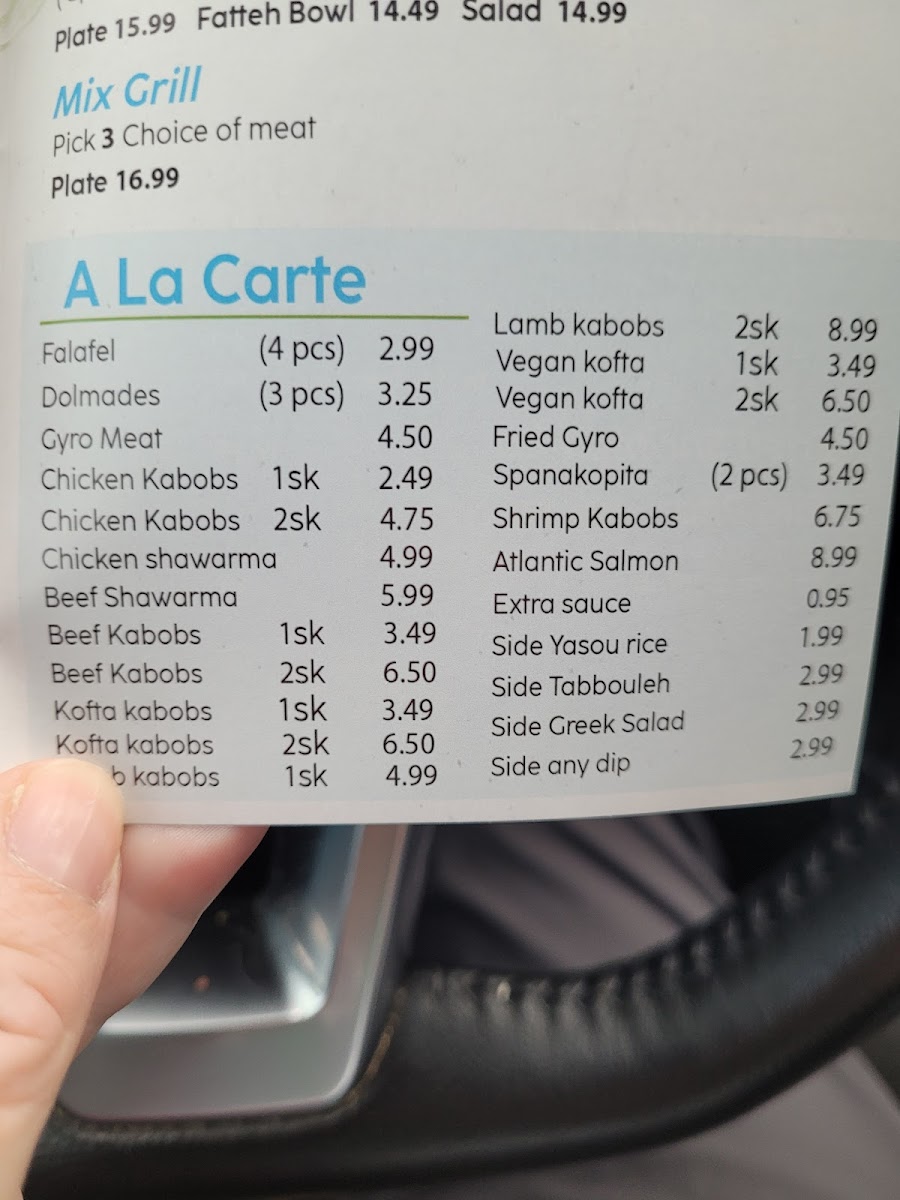 Plate 15.99 Fatteh Bowl 14.49 Salad 14.99
Mix Grill
Pick 3 Choice of meat
Plate 16.99
A La Carte
Falafel (4 pcs) 2.99
Dolmades (3 pcs) 3.25
Gyro Meat 4.50
Chicken Kabobs 1sk 2.49
Chicken Kabobs 2sk 4.75
Chicken shawarma 4.99
Beef Shawarma 5.99
Beef Kabobs 1sk 3.49
Beef Kabobs 2sk 6.50
Kofta kabobs 1sk 3.49
Kofta kabobs 2sk 6.50
b kabobs 1sk 4.99
Lamb kabobs 2sk 8.99
Vegan kofta 1sk 3.49
Vegan kofta 2sk 6.50
Fried Gyro 4.50
Spanakopita (2 pcs) 3.49
Shrimp Kabobs 6.75
Atlantic Salmon 8.99
Extra sauce 0.95
Side Yasou rice 1.99
Side Tabbouleh 2.99
Side Greek Salad 2.99
Side any dip 2.99